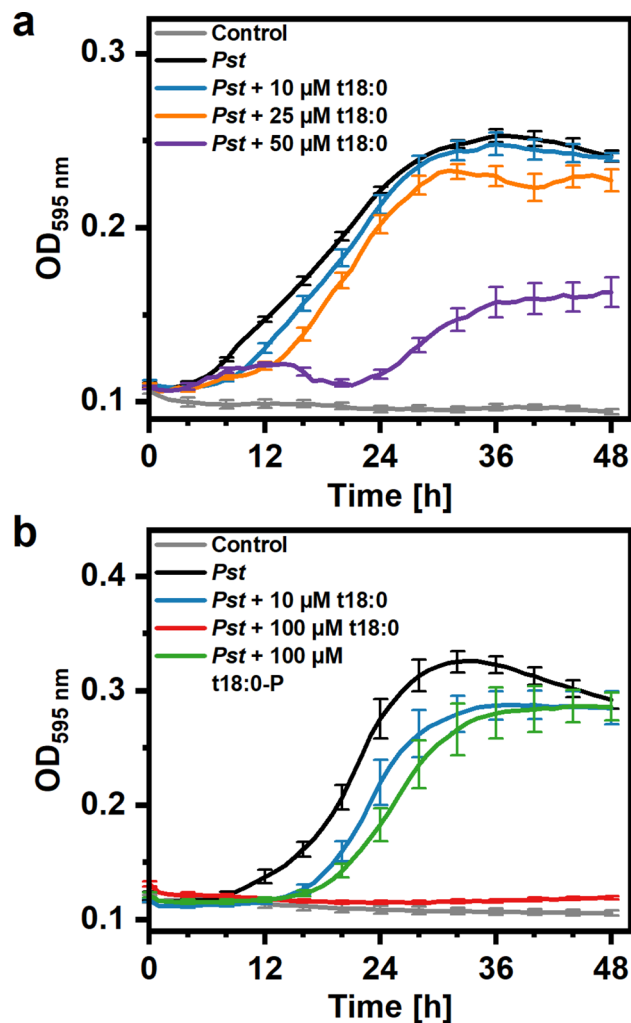 a
Control
Pst
Pst + 10 µM t18:0
Pst + 25 µM t18:0
Pst + 50 µM t18:0
0.3
0.2
0.1
OD595 nm
0 12 24 36 48
Time [h]
b
Control
Pst
Pst + 10 µM t18:0
Pst + 100 µM t18:0
Pst + 100 µM
t18:0-P
0.4
0.3
0.2
0.1
OD595 nm
0 12 24 36 48
Time [h]